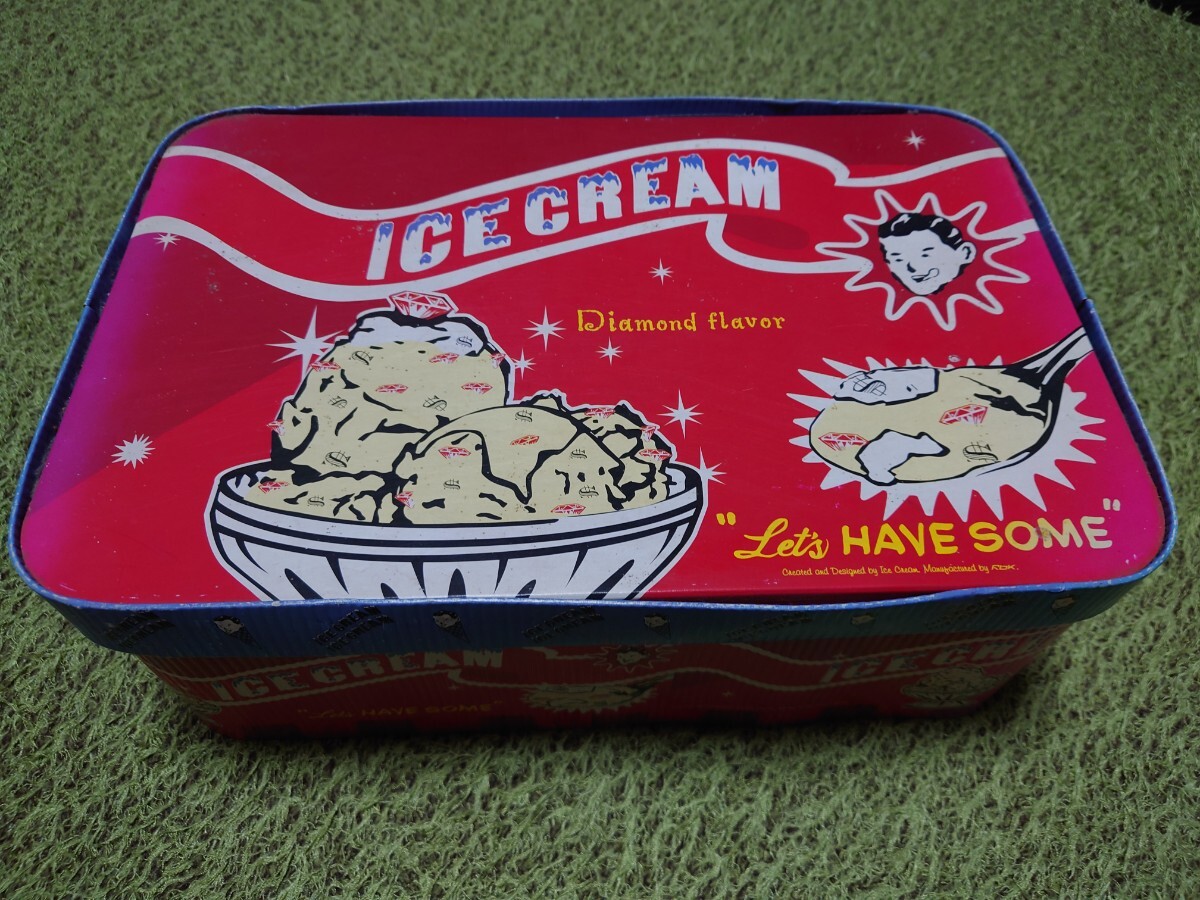 ICE CREAM
Diamond flavor
"Let's HAVE SOME"
Created and Designed by Ice Cream. Manufactured by
ICE CREAM
ICE CRE
"Let's HAVE SOME"